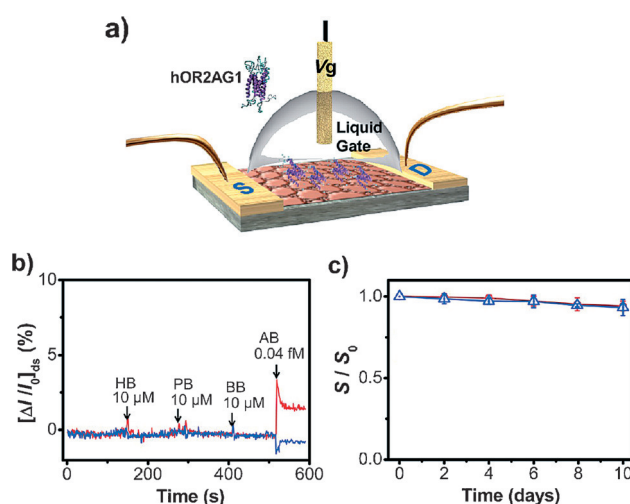 a)
hOR2AG1
Vg
Liquid
Gate
S
D
b)
10
5
0
[ΔI/I₀]ds (%)
HB
10 μM
PB
10 μM
BB
10 μM
AB
0.04 fM
0 200 400 600
Time (s)
c)
1.0
0.5
0.0
S / S₀
0 2 4 6 8 10
Time (days)